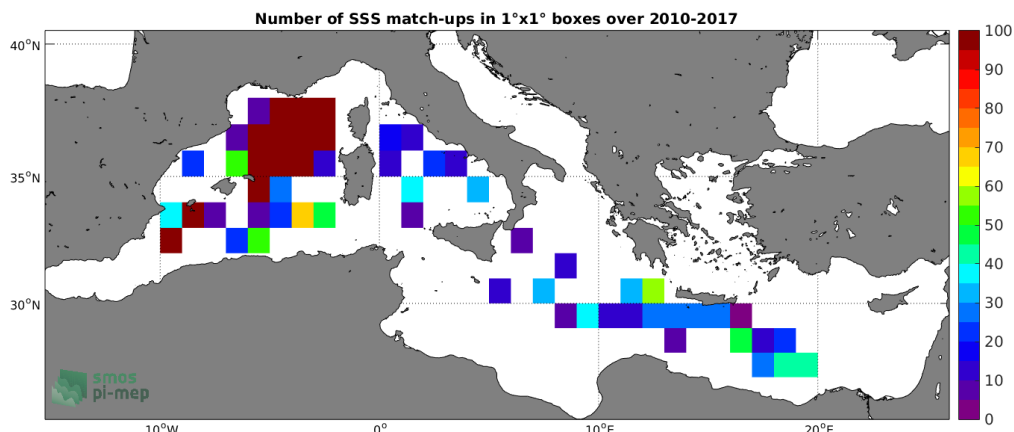 Number of SSS match-ups in 1°x1° boxes over 2010-2017
40°N
35°N
30°N
10°W
0°
10°E
20°E
100
90
80
70
60
50
40
30
20
10
0
smos
pi-mep